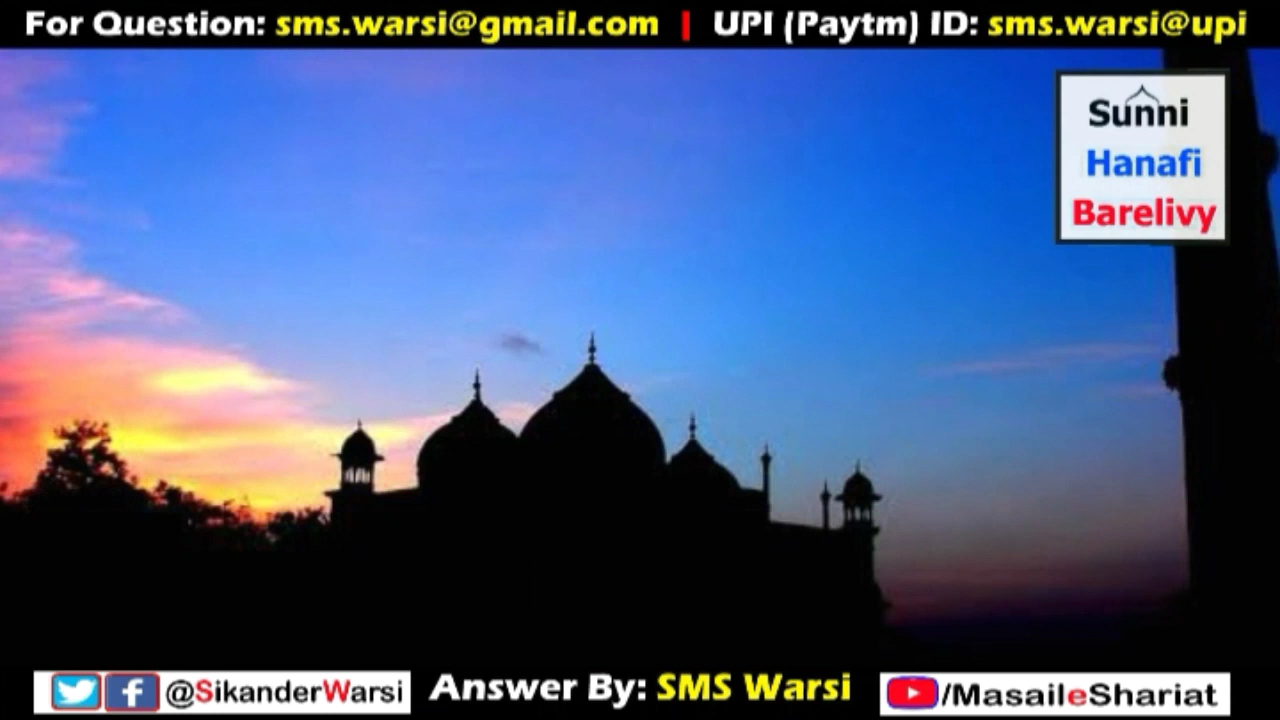 For Question: sms.warsi@gmail.com | UPI (Paytm) ID: sms.warsi@upi
Sunni
Hanafi
Barelivy
@SikanderWarsi
Answer By: SMS Warsi
/MasaileShariat